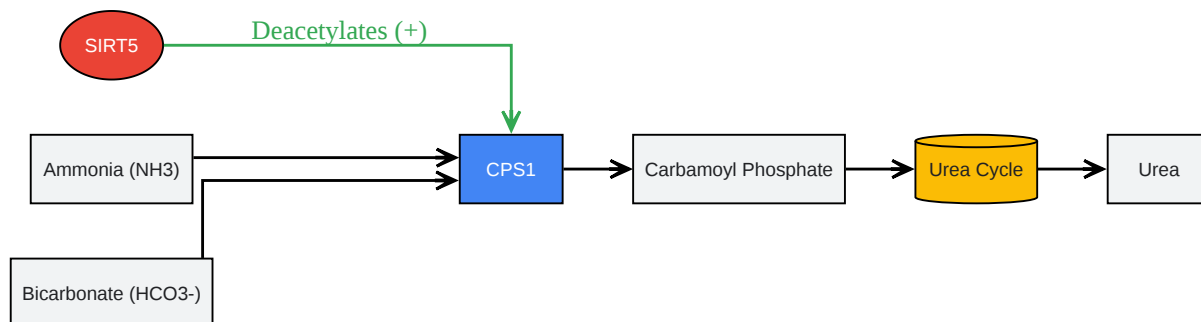 SIRT5
Deacetylates (+)
Ammonia (NH3)
CPS1
Carbamoyl Phosphate
Urea Cycle
Urea
Bicarbonate (HCO3-)